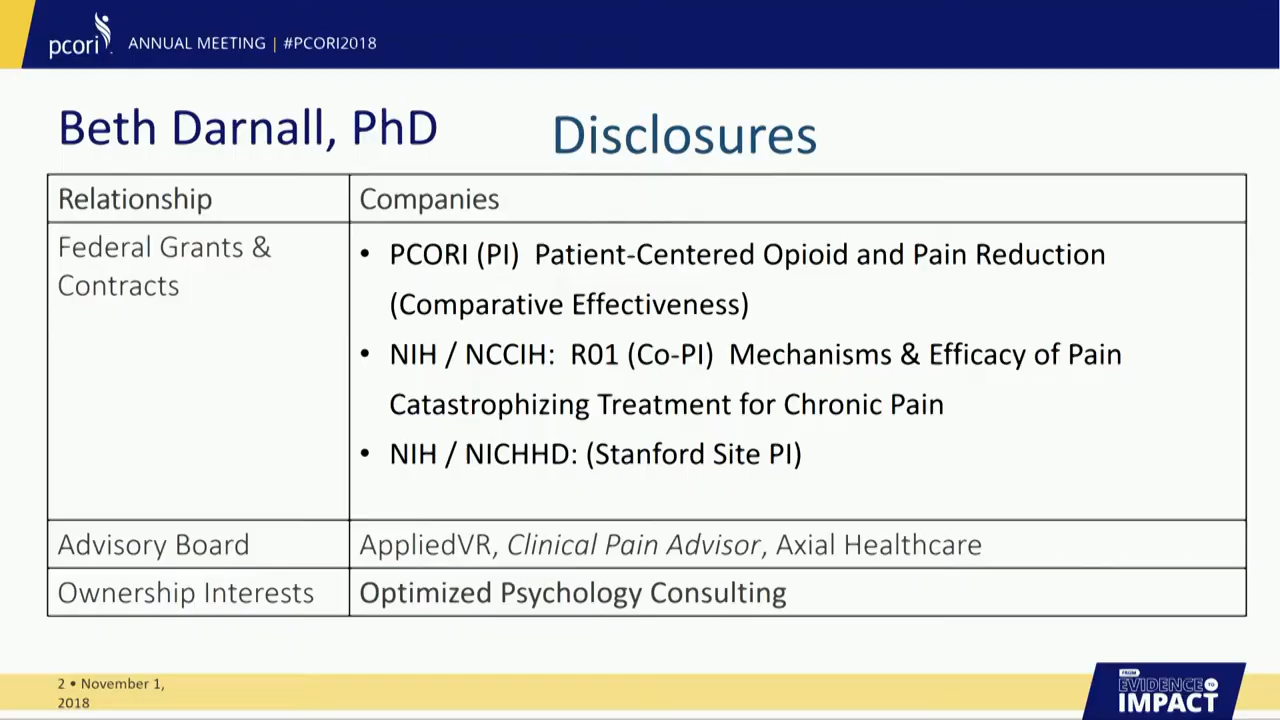 pcori
ANNUAL MEETING | #PCORI2018
Beth Darnall, PhD
Disclosures
Relationship
Companies
Federal Grants &
Contracts
• PCORI (PI) Patient-Centered Opioid and Pain Reduction
(Comparative Effectiveness)
• NIH / NCCIH: R01 (Co-PI) Mechanisms & Efficacy of Pain
Catastrophizing Treatment for Chronic Pain
• NIH / NICHHD: (Stanford Site PI)
Advisory Board
AppliedVR, Clinical Pain Advisor, Axial Healthcare
Ownership Interests
Optimized Psychology Consulting
2 • November 1,
2018
FROM
EVIDENCE TO
IMPACT